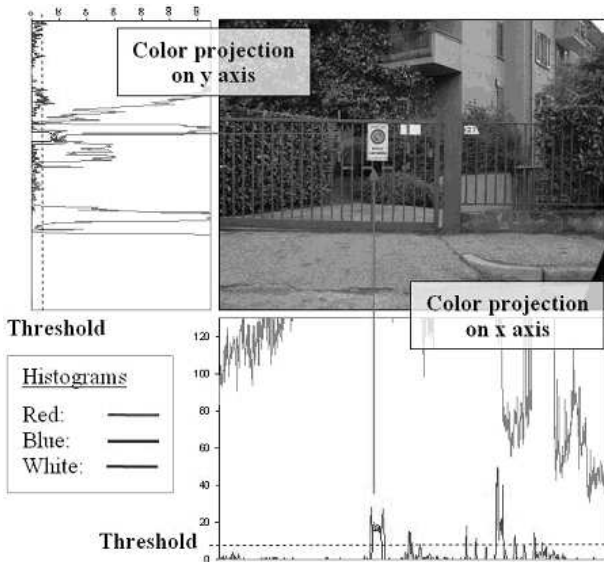 Color projection
on y axis
Color projection
on x axis
Threshold
Histograms
Red:
Blue:
White:
120
100
80
60
40
20
0
Threshold